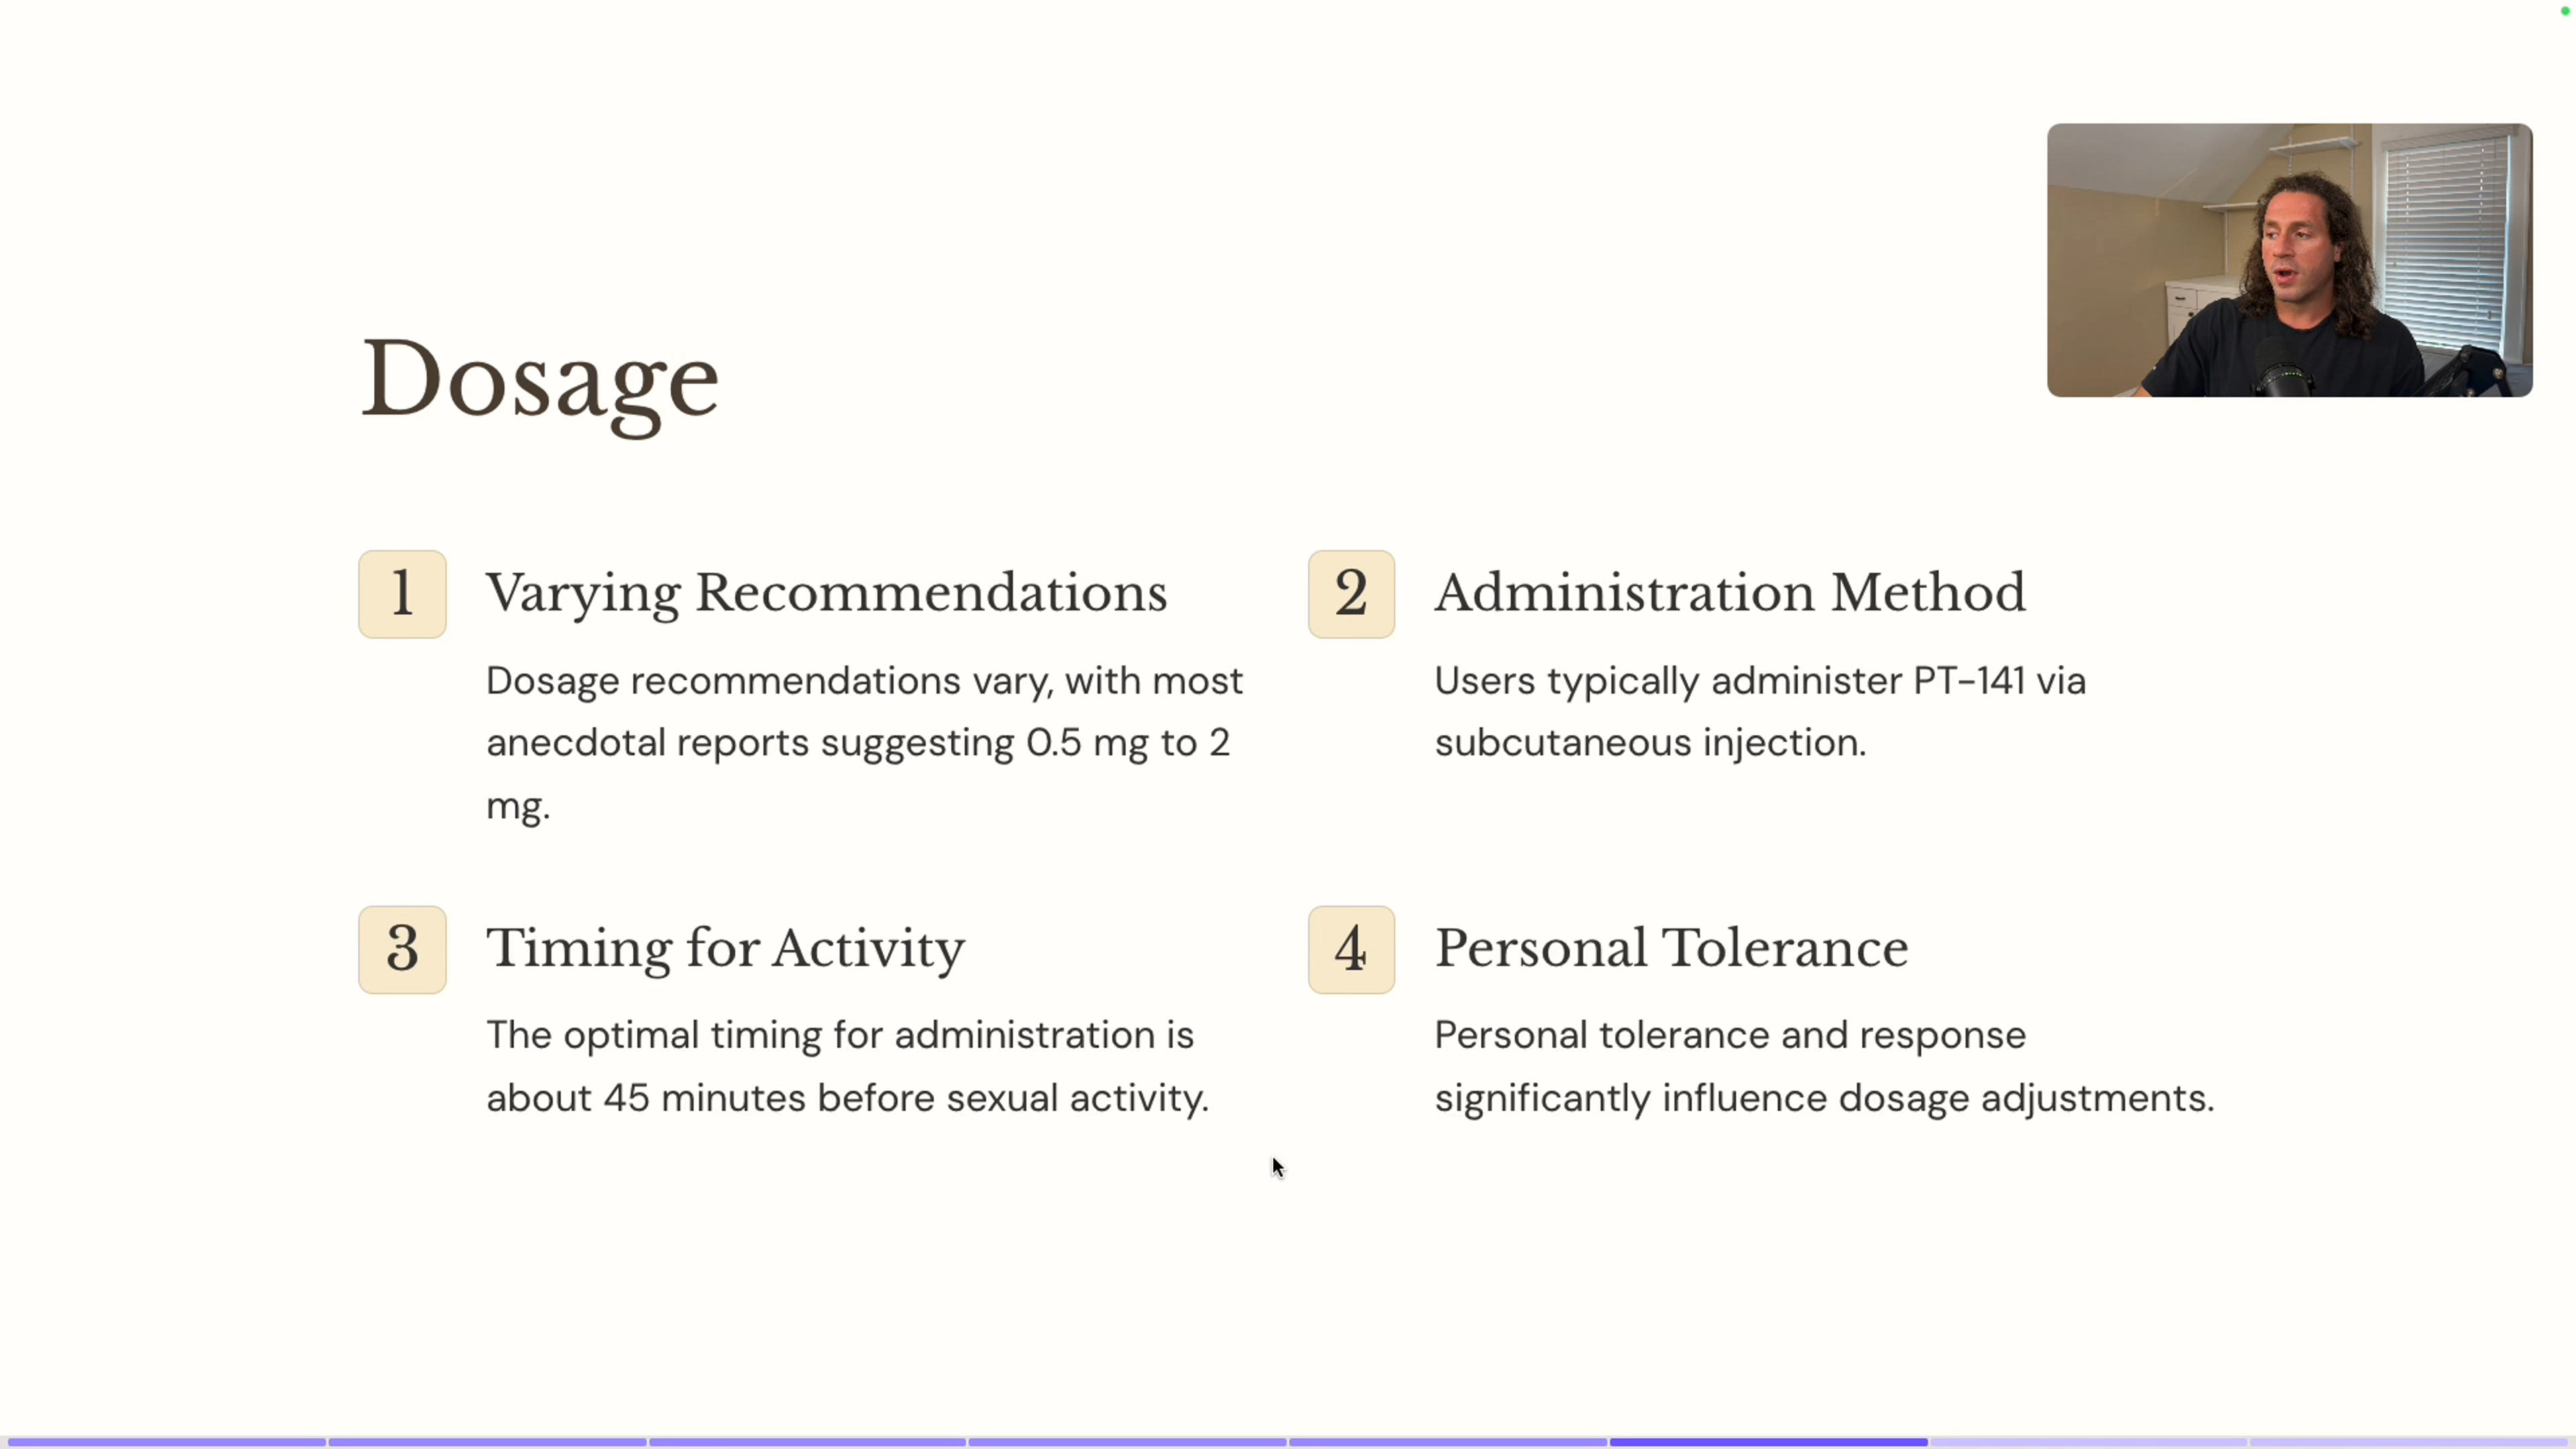 Dosage
1
Varying Recommendations
Dosage recommendations vary, with most
anecdotal reports suggesting 0.5 mg to 2
mg.
2
Administration Method
Users typically administer PT-141 via
subcutaneous injection.
3
Timing for Activity
The optimal timing for administration is
about 45 minutes before sexual activity.
4
Personal Tolerance
Personal tolerance and response
significantly influence dosage adjustments.